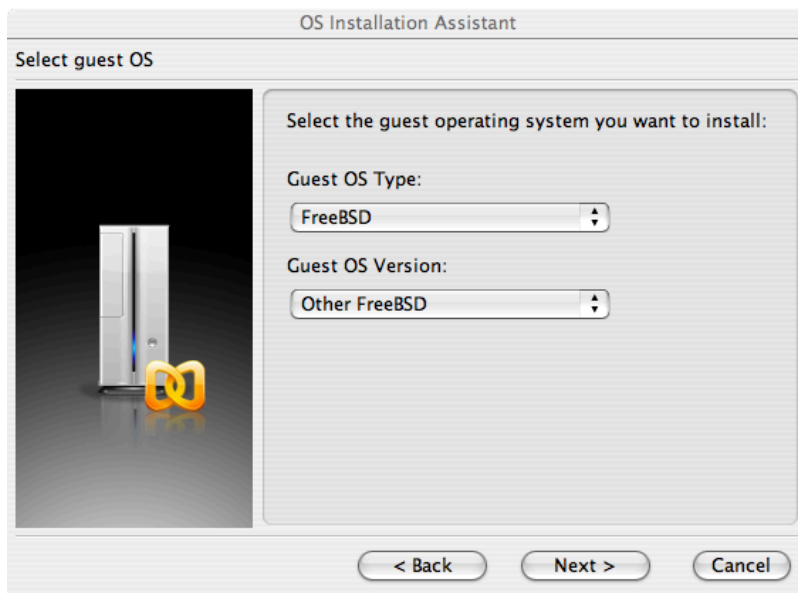 OS Installation Assistant
Select guest OS
Select the guest operating system you want to install:
Guest OS Type:
FreeBSD
Guest OS Version:
Other FreeBSD
< Back
Next >
Cancel